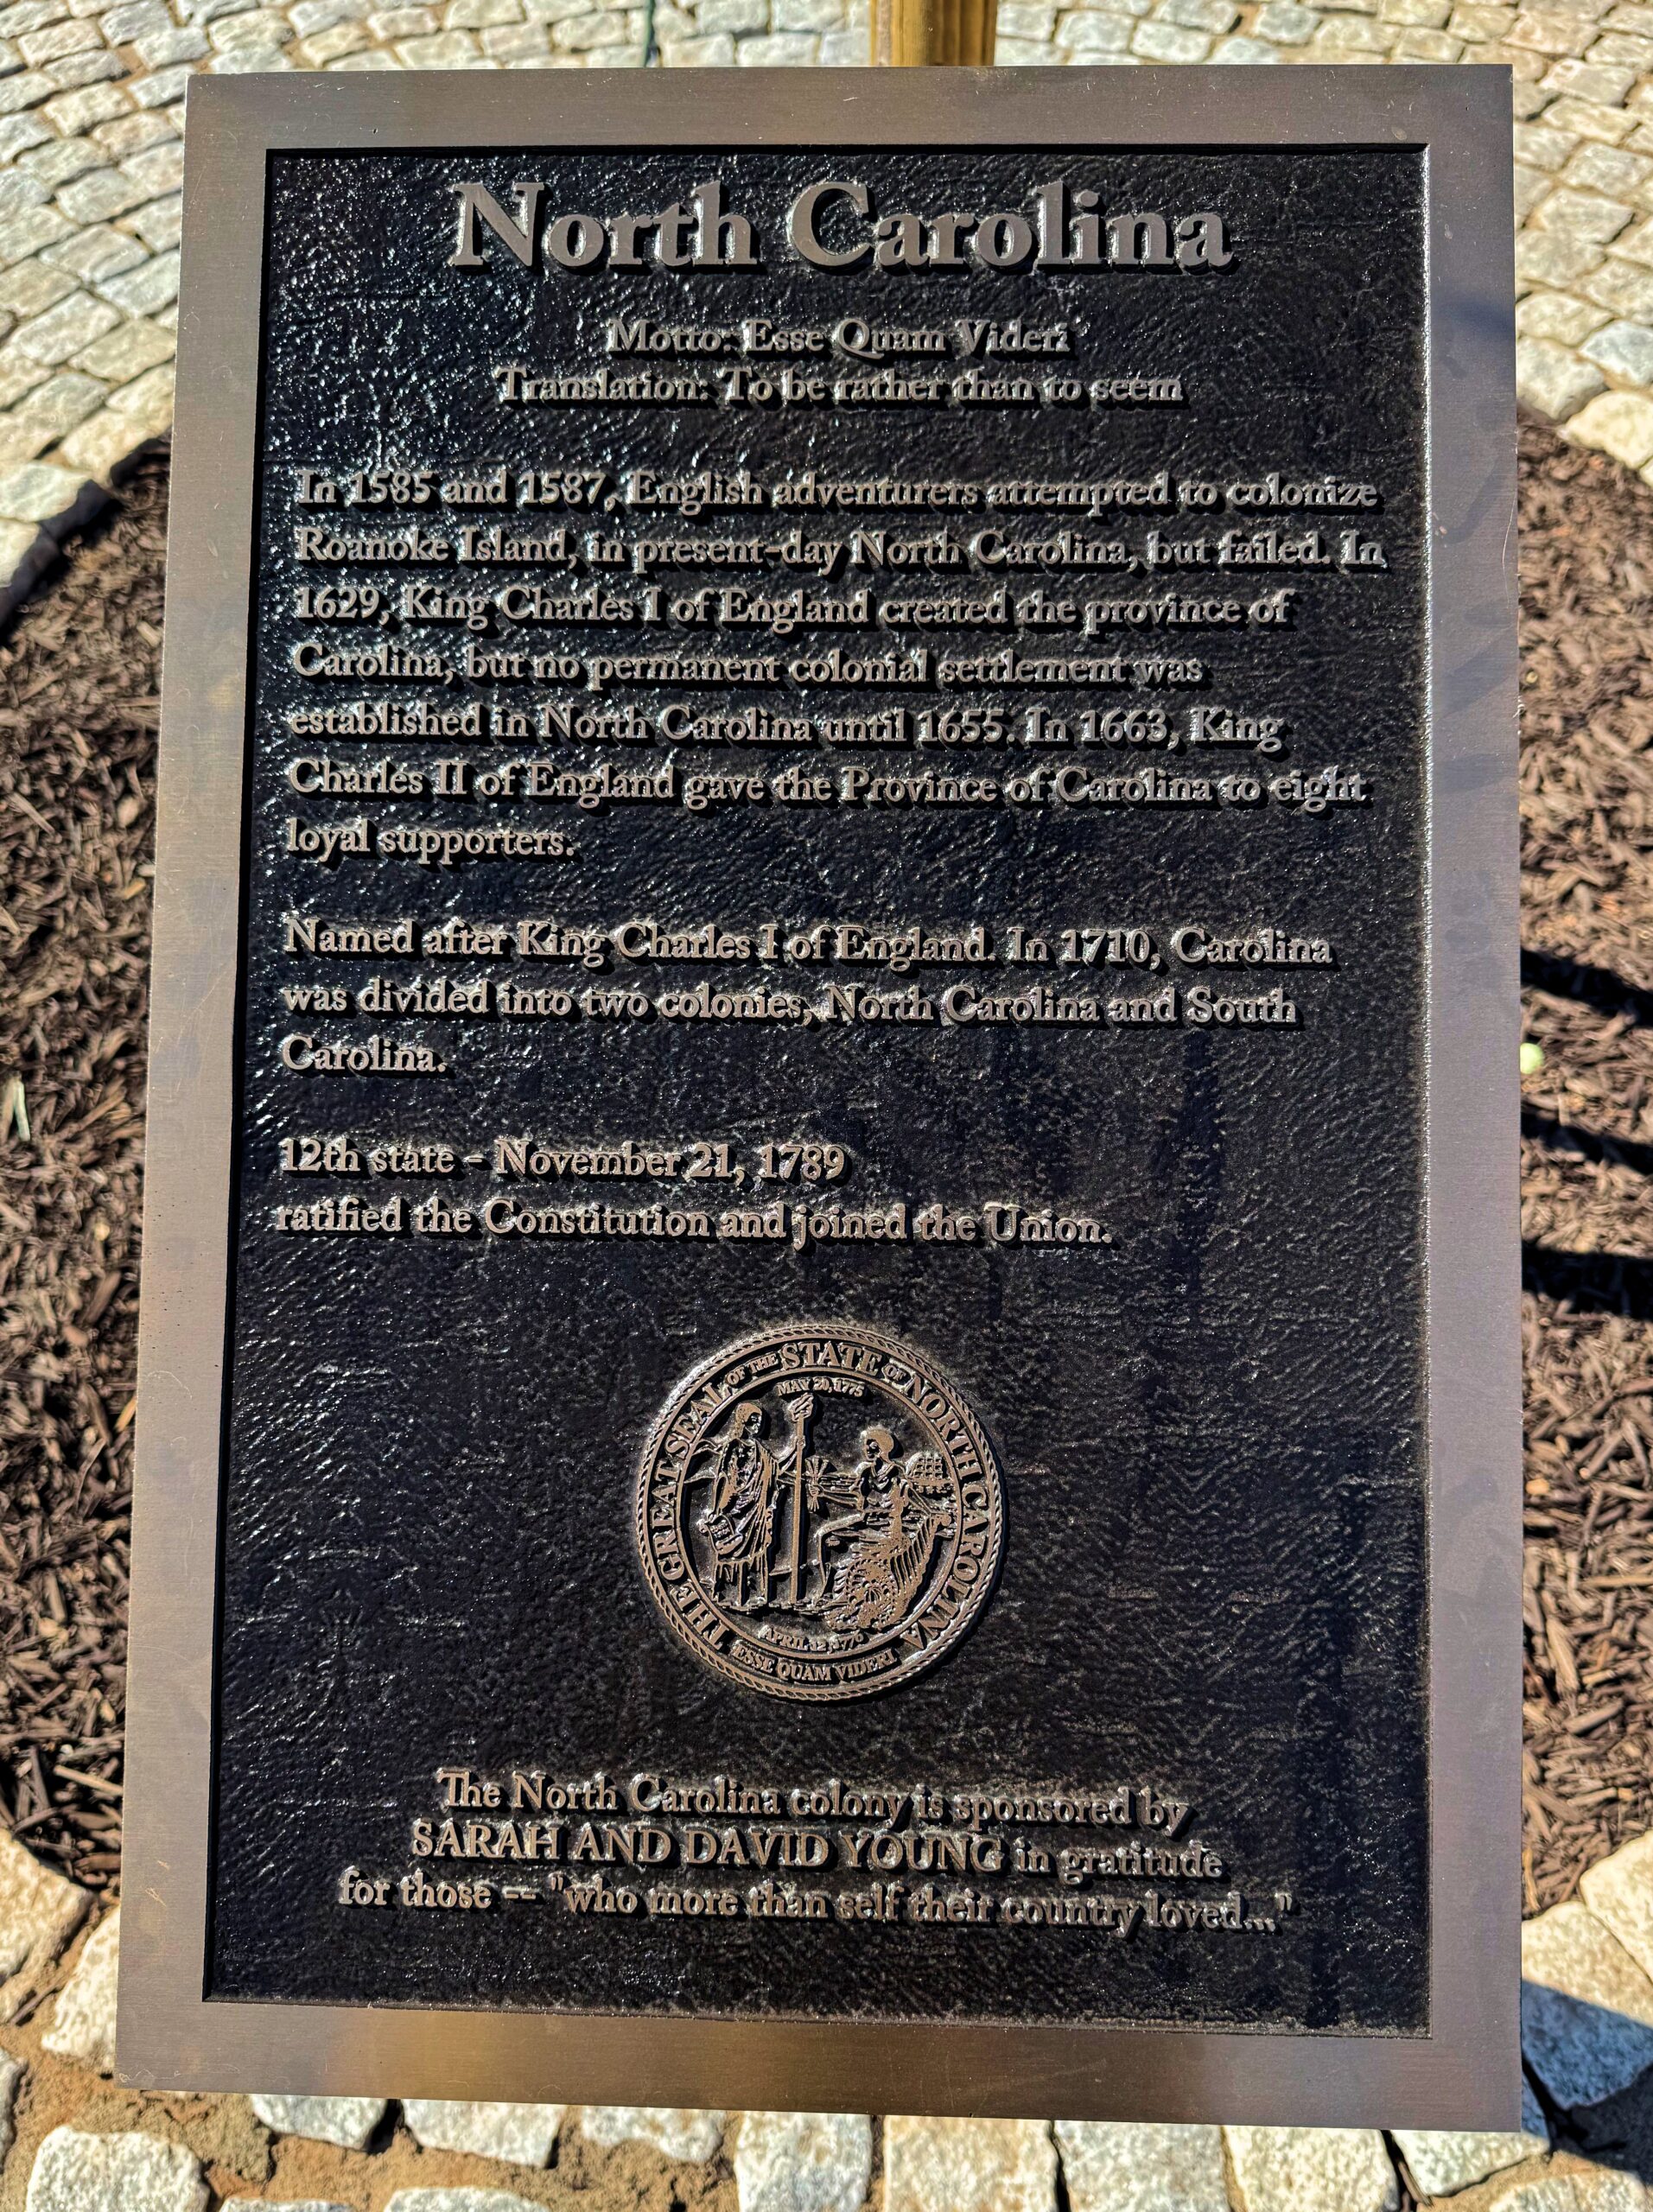 North Carolina
Motto: Esse Quam Videri
Translation: To be rather than to seem
In 1585 and 1587, English adventurers attempted to colonize
Roanoke Island, in present-day North Carolina, but failed. In
1629, King Charles I of England created the province of
Carolina, but no permanent colonial settlement was
established in North Carolina until 1655. In 1663, King
Charles II of England gave the Province of Carolina to eight
loyal supporters.
Named after King Charles I of England. In 1710, Carolina
was divided into two colonies, North Carolina and South
Carolina.
12th state - November 21, 1789
ratified the Constitution and joined the Union.
THE GREAT SEAL OF THE STATE OF NORTH CAROLINA
MAY 20, 1775
APRIL 12, 1776
ESSE QUAM VIDERI
The North Carolina colony is sponsored by
SARAH AND DAVID YOUNG in gratitude
for those -- "who more than self their country loved..."